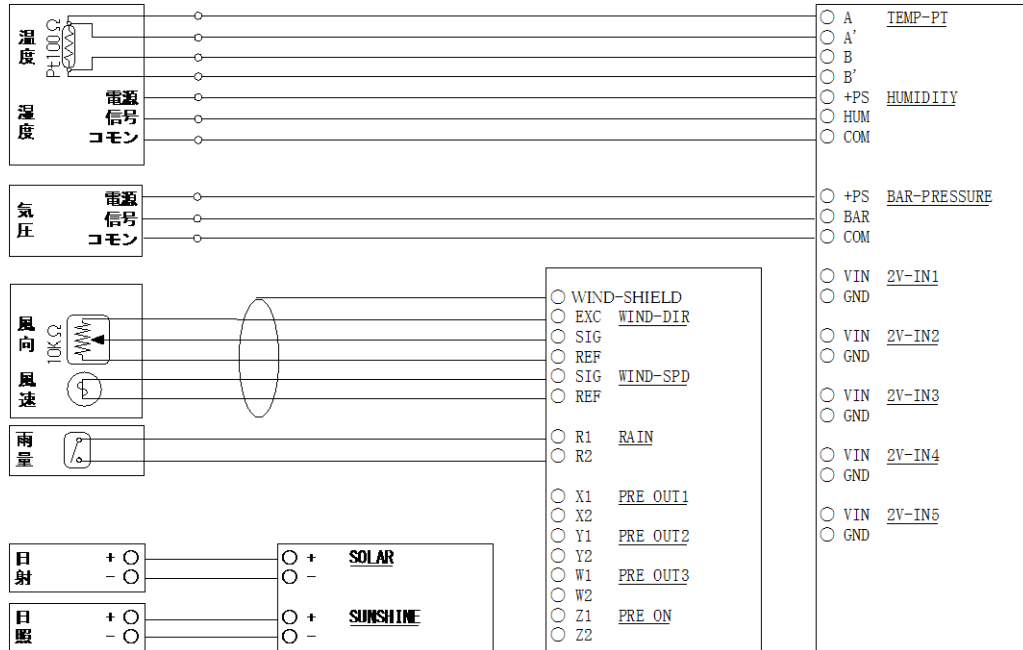 温度
Pt100Ω
湿度
電源
信号
コモン
A TEMP-PT
A'
B
B'
+PS HUMIDITY
HUM
COM
気圧
電源
信号
コモン
+PS BAR-PRESSURE
BAR
COM
VIN 2V-IN1
GND
VIN 2V-IN2
GND
VIN 2V-IN3
GND
VIN 2V-IN4
GND
VIN 2V-IN5
GND
風向
10KΩ
風速
WIND-SHIELD
EXC WIND-DIR
SIG
REF
SIG WIND-SPD
REF
雨量
R1 RAIN
R2
X1 PRE OUT1
X2
Y1 PRE OUT2
Y2
W1 PRE OUT3
W2
Z1 PRE ON
Z2
日射
+
-
+ SOLAR
-
日照
+
-
+ SUNSHINE
-